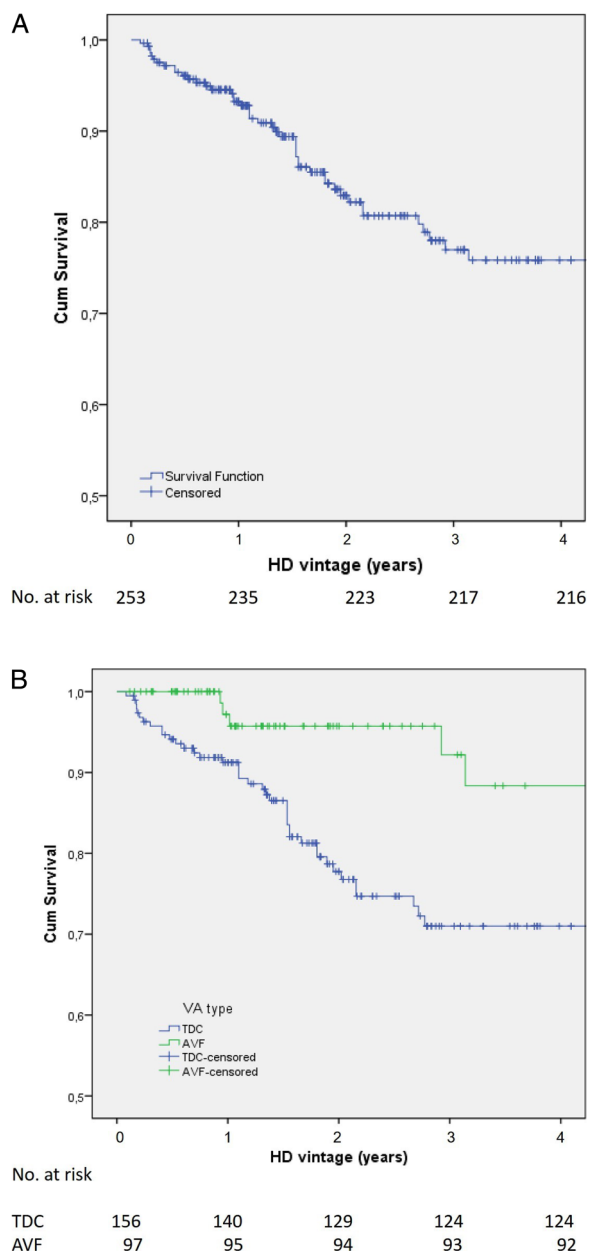 A
1,0
0,9
0,8
0,7
0,6
0,5
Cum Survival
Survival Function
Censored
0 1 2 3 4
HD vintage (years)
No. at risk 253 235 223 217 216
B
1,0
0,9
0,8
0,7
0,6
0,5
Cum Survival
VA type
TDC
AVF
TDC-censored
AVF-censored
0 1 2 3 4
HD vintage (years)
No. at risk
TDC 156 140 129 124 124
AVF 97 95 94 93 92